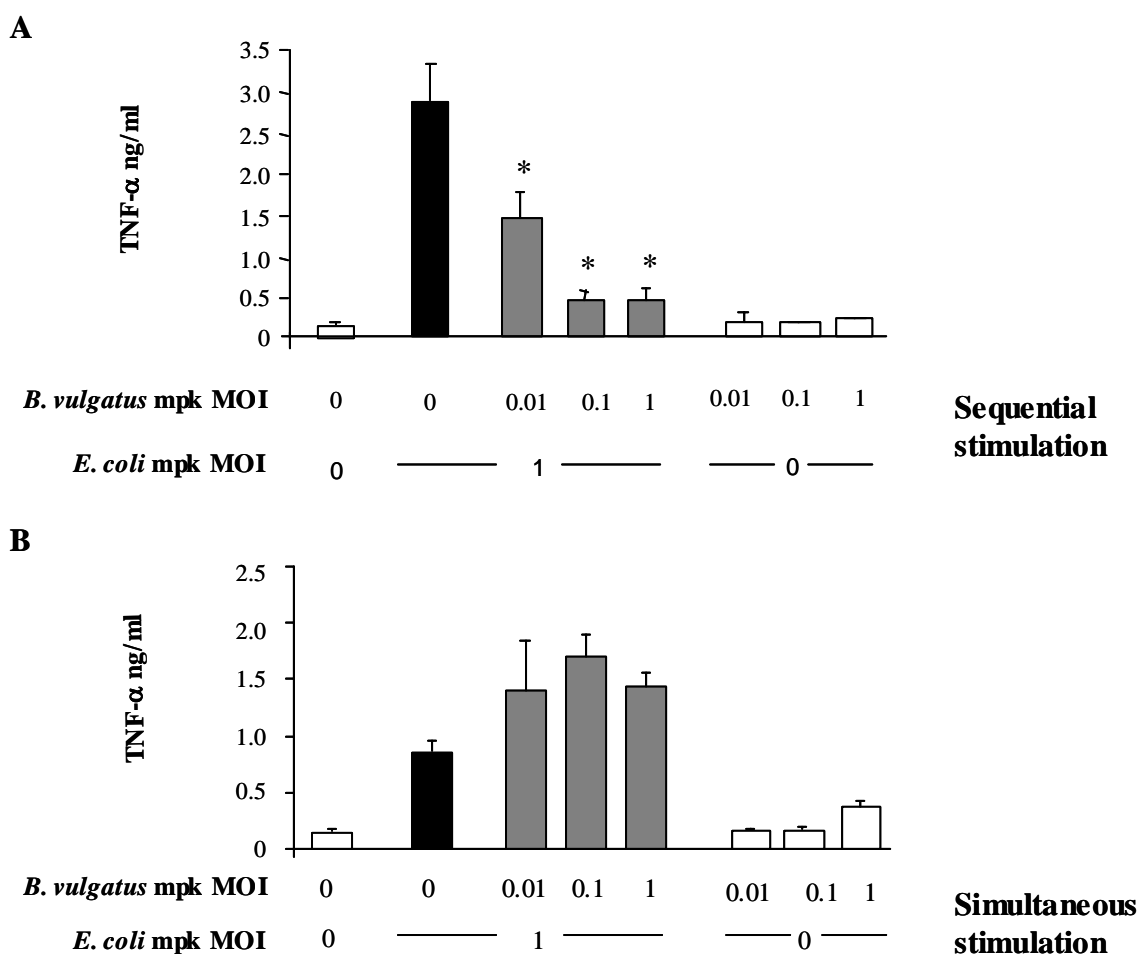 A
TNF-α ng/ml
3.5
3.0
2.5
2.0
1.5
1.0
0.5
0
*
*
*
B. vulgatus mpk MOI 0 0 0.01 0.1 1 0.01 0.1 1
E. coli mpk MOI 0 1 0
Sequential
stimulation
B
TNF-α ng/ml
2.5
2.0
1.5
1.0
0.5
0
B. vulgatus mpk MOI 0 0 0.01 0.1 1 0.01 0.1 1
E. coli mpk MOI 0 1 0
Simultaneous
stimulation